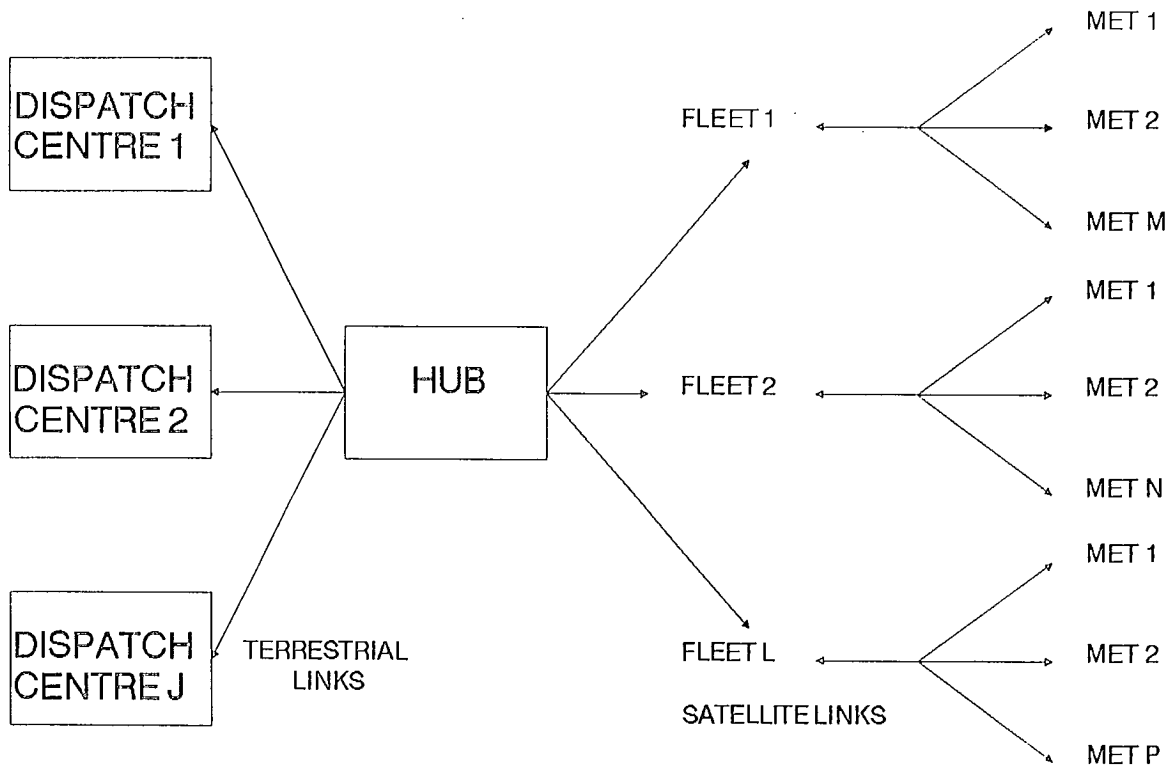 DISPATCH
CENTRE 1
DISPATCH
CENTRE 2
DISPATCH
CENTRE J
TERRESTRIAL
LINKS
HUB
FLEET 1
FLEET 2
FLEET L
SATELLITE LINKS
MET 1
MET 2
MET M
MET 1
MET 2
MET N
MET 1
MET 2
MET P